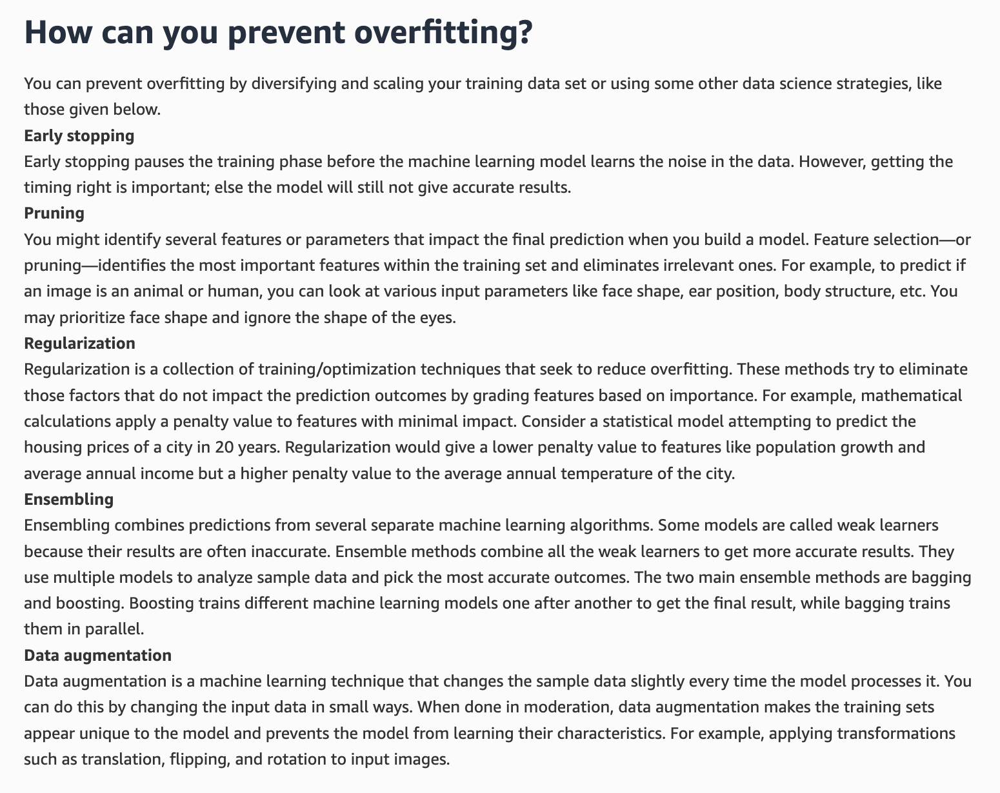 How can you prevent overfitting?
You can prevent overfitting by diversifying and scaling your training data set or using some other data science strategies, like
those given below.
Early stopping
Early stopping pauses the training phase before the machine learning model learns the noise in the data. However, getting the
timing right is important; else the model will still not give accurate results.
Pruning
You might identify several features or parameters that impact the final prediction when you build a model. Feature selection—or
pruning—identifies the most important features within the training set and eliminates irrelevant ones. For example, to predict if
an image is an animal or human, you can look at various input parameters like face shape, ear position, body structure, etc. You
may prioritize face shape and ignore the shape of the eyes.
Regularization
Regularization is a collection of training/optimization techniques that seek to reduce overfitting. These methods try to eliminate
those factors that do not impact the prediction outcomes by grading features based on importance. For example, mathematical
calculations apply a penalty value to features with minimal impact. Consider a statistical model attempting to predict the
housing prices of a city in 20 years. Regularization would give a lower penalty value to features like population growth and
average annual income but a higher penalty value to the average annual temperature of the city.
Ensembling
Ensembling combines predictions from several separate machine learning algorithms. Some models are called weak learners
because their results are often inaccurate. Ensemble methods combine all the weak learners to get more accurate results. They
use multiple models to analyze sample data and pick the most accurate outcomes. The two main ensemble methods are bagging
and boosting. Boosting trains different machine learning models one after another to get the final result, while bagging trains
them in parallel.
Data augmentation
Data augmentation is a machine learning technique that changes the sample data slightly every time the model processes it. You
can do this by changing the input data in small ways. When done in moderation, data augmentation makes the training sets
appear unique to the model and prevents the model from learning their characteristics. For example, applying transformations
such as translation, flipping, and rotation to input images.